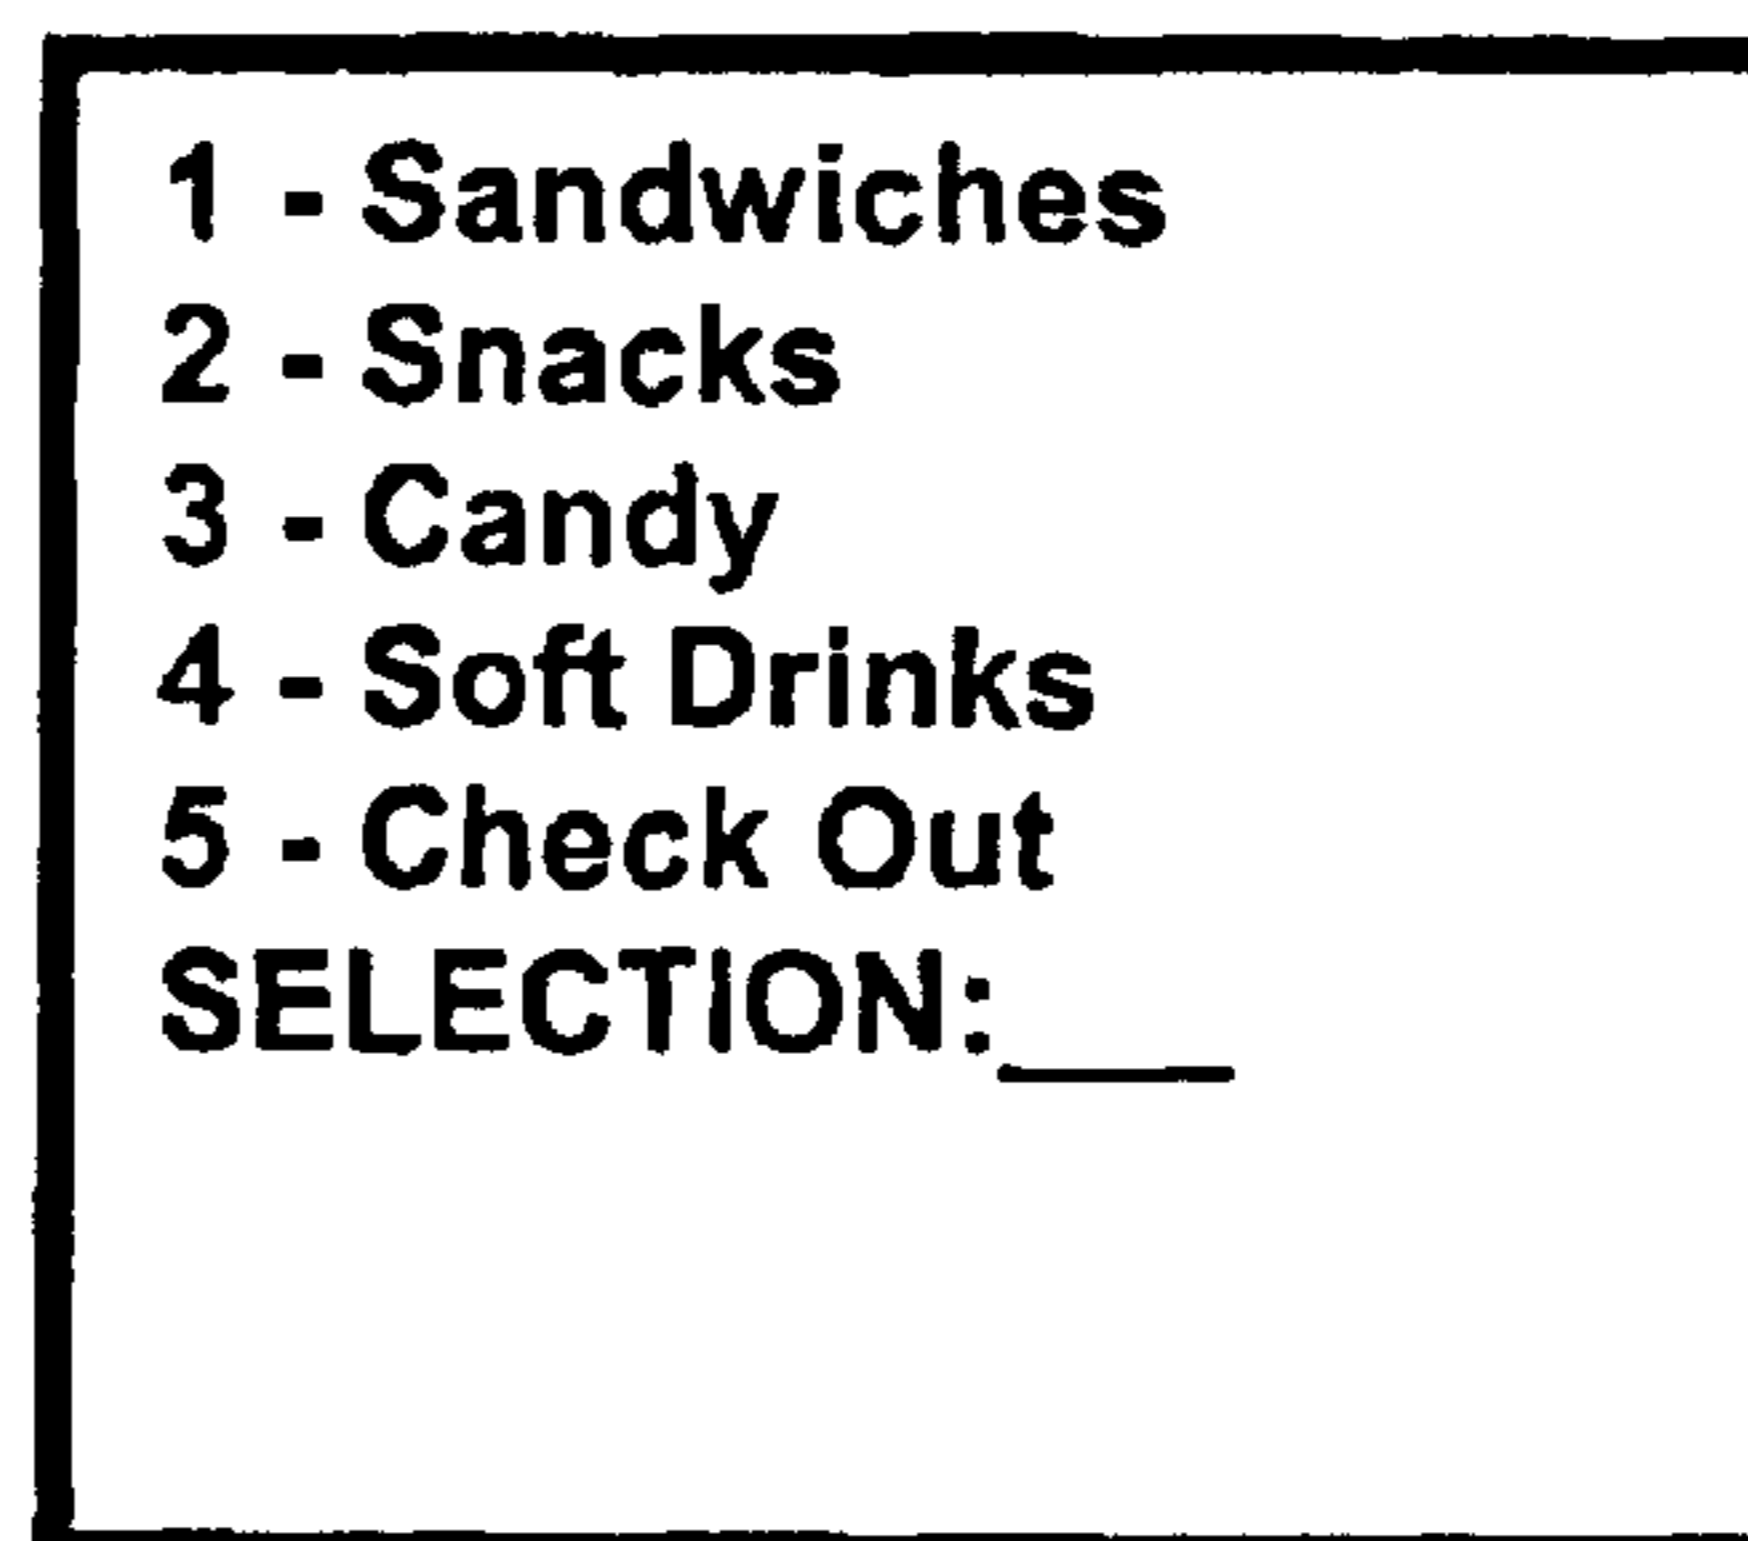 1 - Sandwiches
2 - Snacks
3 - Candy
4 - Soft Drinks
5 - Check Out
SELECTION:___